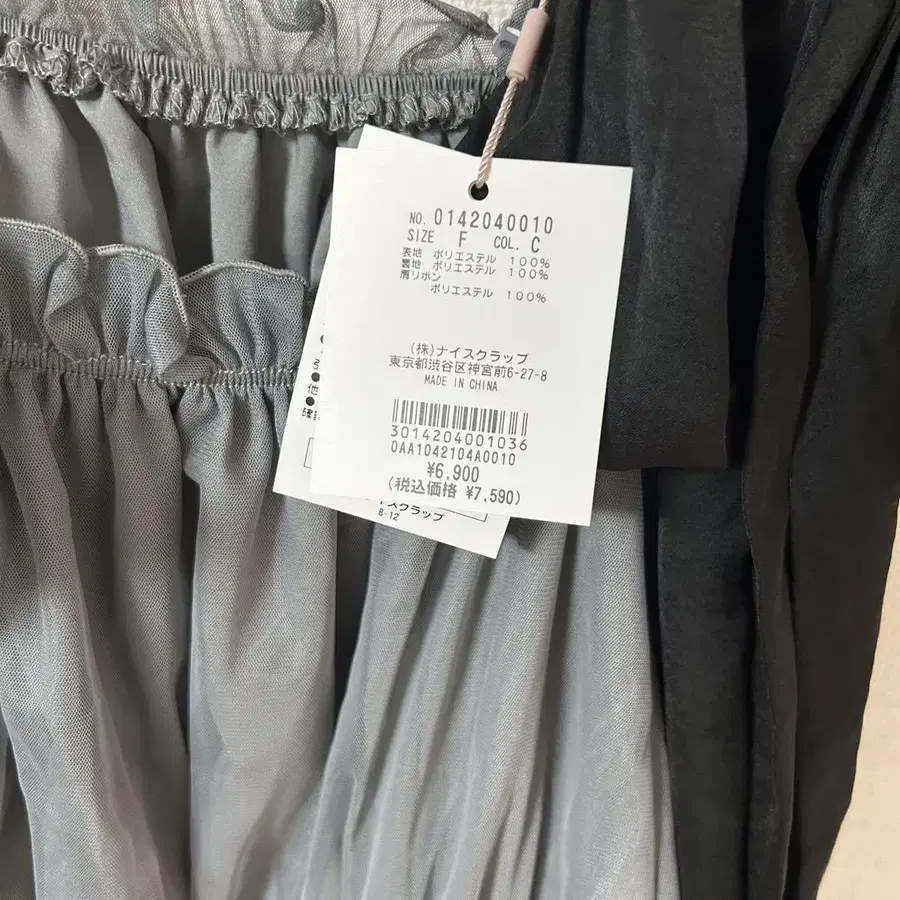 NO. 0142040010
SIZE F COL. C
表地 ポリエステル 100%
裏地 ポリエステル 100%
肩リボン
ポリエステル 100%
(株)ナイスクラップ
東京都渋谷区神宮前6-27-8
MADE IN CHINA
3014204001036
0AA1042104A0010
¥6,900
(税込価格 ¥7,590)
引
●他
●
確
イスクラップ
B-12